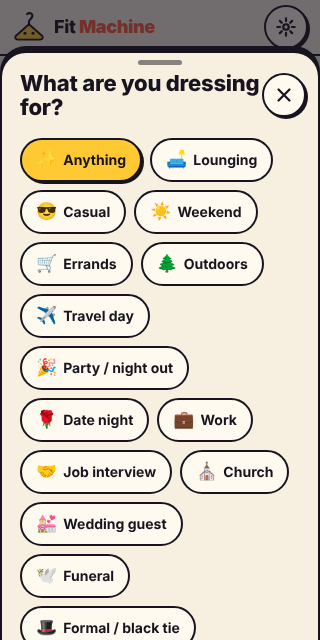 Fit Machine
What are you dressing
for?
✨ Anything
🛋️ Lounging
😎 Casual
☀️ Weekend
🛒 Errands
🌲 Outdoors
✈️ Travel day
🎉 Party / night out
🌹 Date night
💼 Work
🤝 Job interview
⛪ Church
💒 Wedding guest
🕊️ Funeral
🎩 Formal / black tie